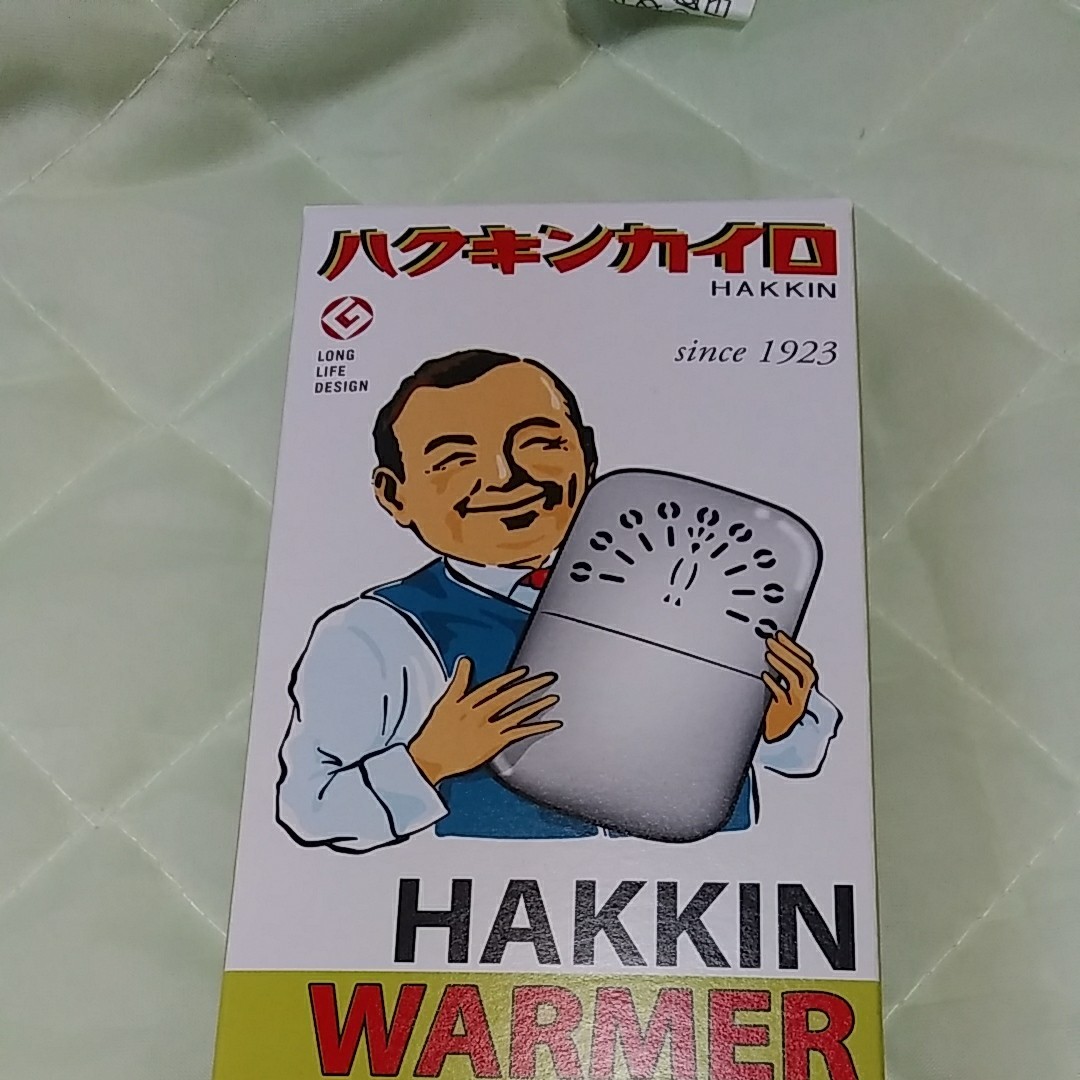 ハクキンカイロ
HAKKIN
since 1923
LONG
LIFE
DESIGN
HAKKIN
WARMER